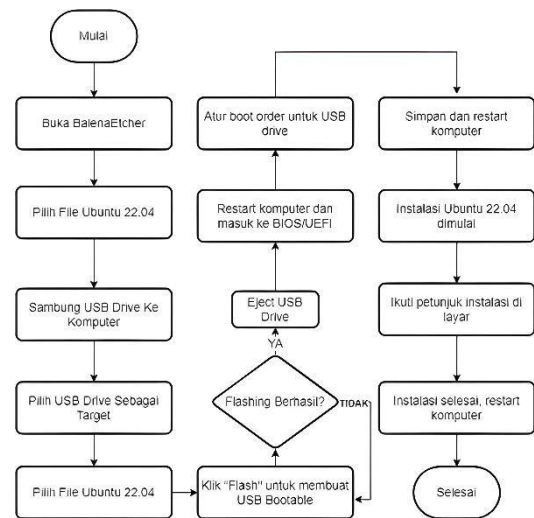 Mulai
Buka BalenaEtcher
Pilih File Ubuntu 22.04
Sambung USB Drive Ke
Komputer
Pilih USB Drive Sebagai
Target
Pilih File Ubuntu 22.04
Klik "Flash" untuk membuat
USB Bootable
Flashing Berhasil?
TIDAK
YA
Eject USB
Drive
Restart komputer dan
masuk ke BIOS/UEFI
Atur boot order untuk USB
drive
Simpan dan restart
komputer
Instalasi Ubuntu 22.04
dimulai
Ikuti petunjuk instalasi di
layar
Instalasi selesai, restart
komputer
Selesai